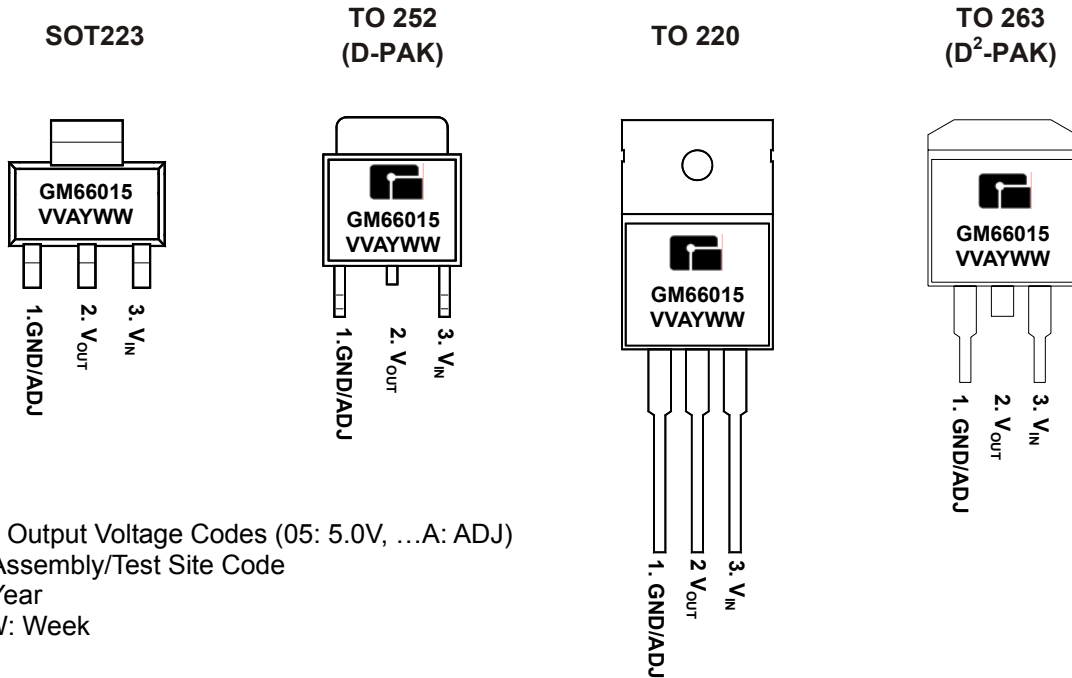 SOT223
TO 252
(D-PAK)
TO 220
TO 263
(D²-PAK)
GM66015
VVAYWW
1.GND/ADJ
2. VOUT
3. VIN
GM66015
VVAYWW
1.GND/ADJ
2. VOUT
3. VIN
GM66015
VVAYWW
1. GND/ADJ
2 VOUT
3. VIN
GM66015
VVAYWW
1. GND/ADJ
2. VOUT
3. VIN
Output Voltage Codes (05: 5.0V, …A: ADJ)
Assembly/Test Site Code
Year
: Week